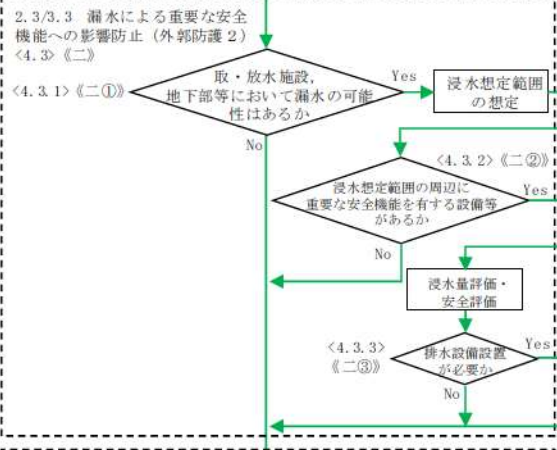 2.3/3.3 漏水による重要な安全
機能への影響防止（外郭防護２）
<4.3>《二》
<4.3.1>《二①》
取・放水施設，
地下部等において漏水の可能
性はあるか
Yes
浸水想定範囲
の想定
No
<4.3.2>《二②》
浸水想定範囲の周辺に
重要な安全機能を有する設備等
があるか
Yes
No
浸水量評価・
安全評価
<4.3.3>
《二③》
排水設備設置
が必要か
Yes
No